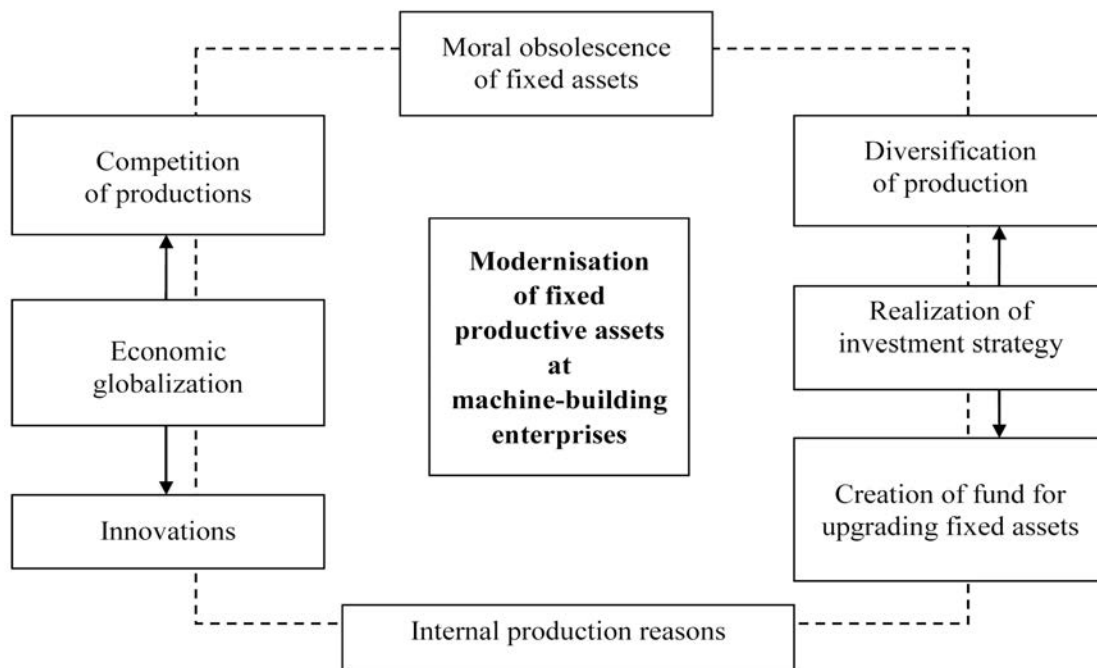 Moral obsolescence
of fixed assets
Competition
of productions
Diversification
of production
Modernisation
of fixed
productive assets
at
machine-building
enterprises
Economic
globalization
Realization of
investment strategy
Innovations
Creation of fund for
upgrading fixed assets
Internal production reasons